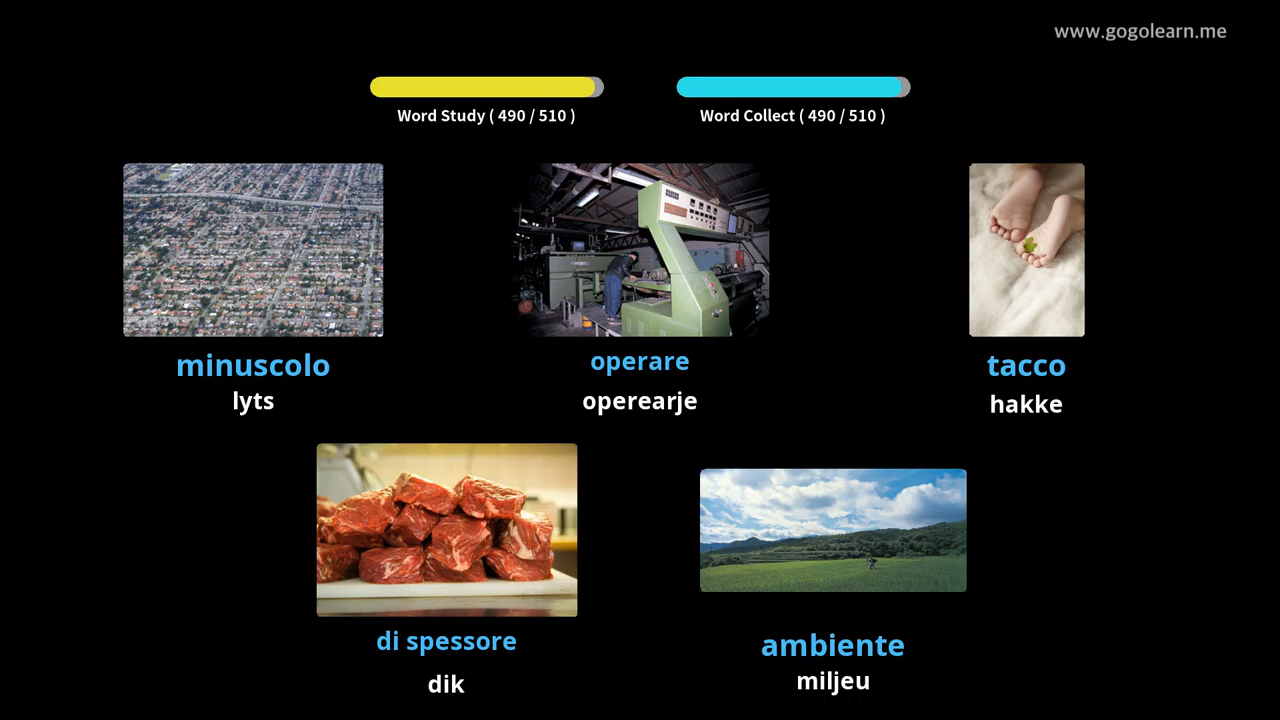 www.gogolearn.me
Word Study ( 490 / 510 )
Word Collect ( 490 / 510 )
minuscolo
lyts
operare
operearje
tacco
hakke
di spessore
dik
ambiente
miljeu